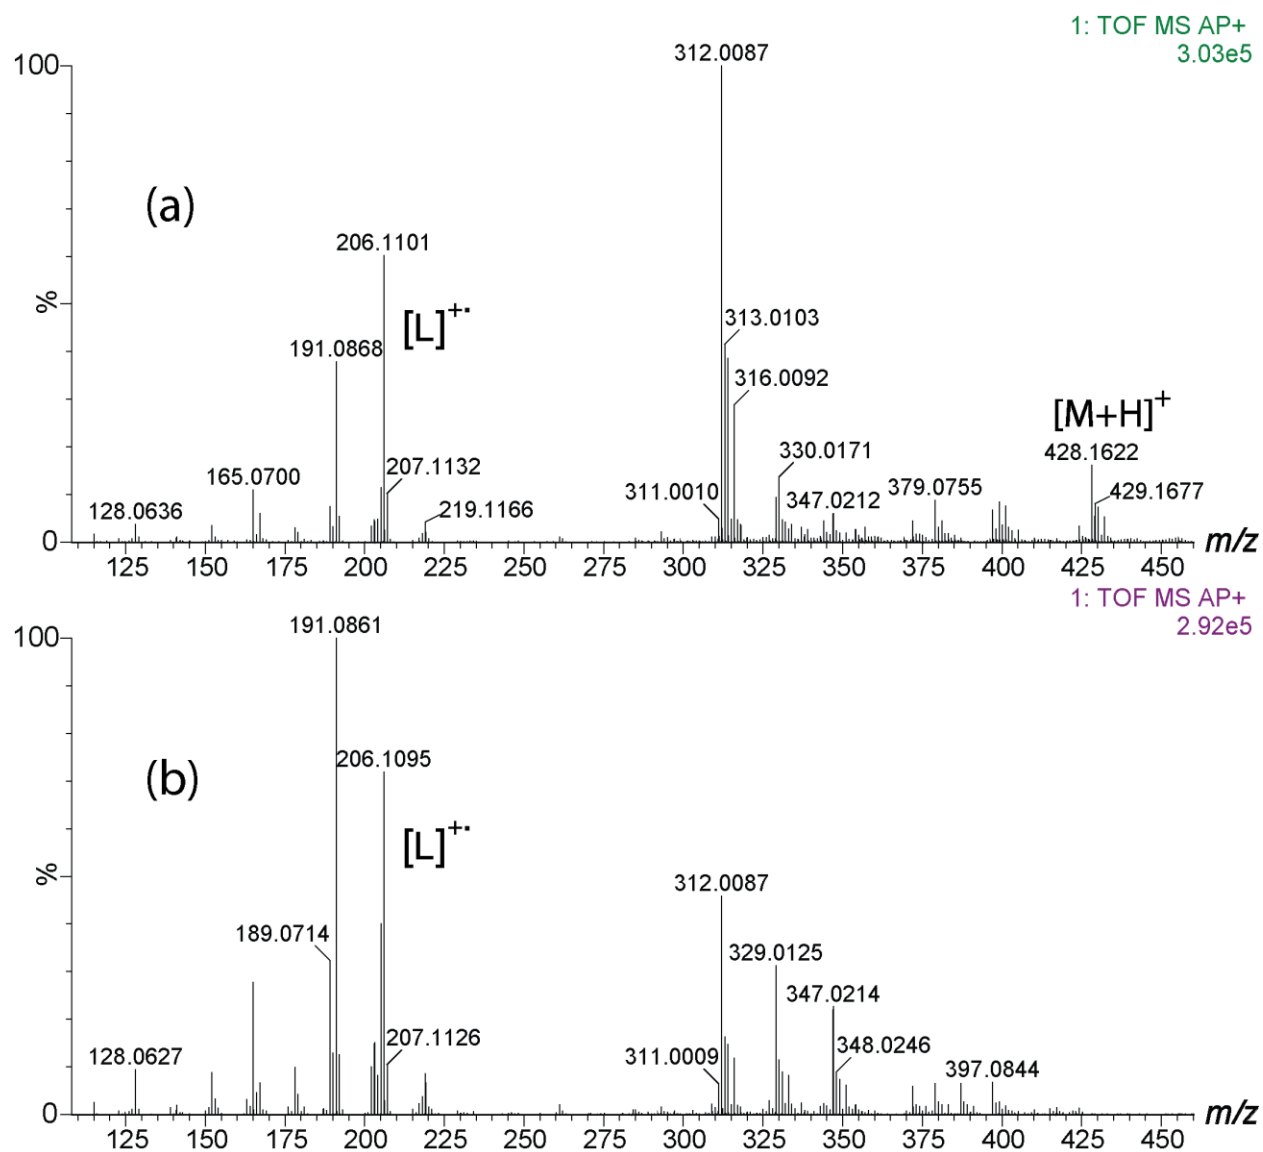 1: TOF MS AP+
3.03e5
312.0087
100
(a)
206.1101
[L]+·
%
191.0868
313.0103
316.0092
[M+H]+
428.1622
330.0171
207.1132
165.0700
379.0755
311.0010
347.0212
429.1677
128.0636
219.1166
0
m/z
125 150 175 200 225 250 275 300 325 350 375 400 425 450
1: TOF MS AP+
2.92e5
191.0861
100
206.1095
(b)
[L]+·
%
312.0087
189.0714
329.0125
347.0214
207.1126
348.0246
128.0627
311.0009
397.0844
0
m/z
125 150 175 200 225 250 275 300 325 350 375 400 425 450